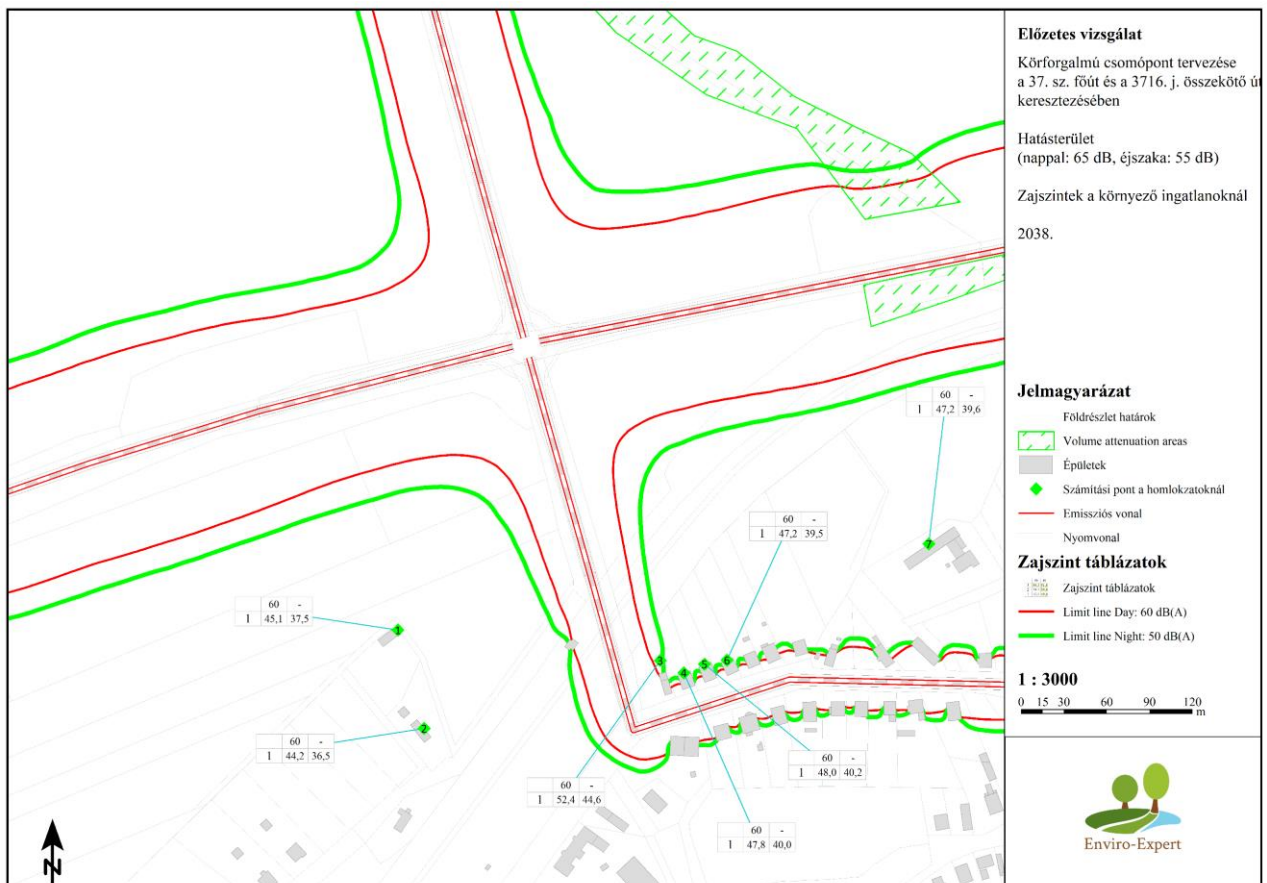 Előzetes vizsgálat
Körforgalmú csomópont tervezése
a 37. sz. főút és a 3716. j. összekötő út
keresztezésében
Hatásterület
(nappal: 65 dB, éjszaka: 55 dB)
Zajszintek a környező ingatlanoknál
2038.
Jelmagyarázat
Földrészlet határok
Volume attenuation areas
Épületek
Számítási pont a homlokzatoknál
Emissziós vonal
Nyomvonal
Zajszint táblázatok
Zajszint táblázatok
Limit line Day: 60 dB(A)
Limit line Night: 50 dB(A)
1 : 3000
0 15 30 60 90 120
m
Enviro-Expert
60 -
1 47,2 39,6
7
60 -
1 47,2 39,5
60 -
1 45,1 37,5
1
3
4
5
6
2
60 -
1 44,2 36,5
60 -
1 48,0 40,2
60 -
1 52,4 44,6
60 -
1 47,8 40,0
N